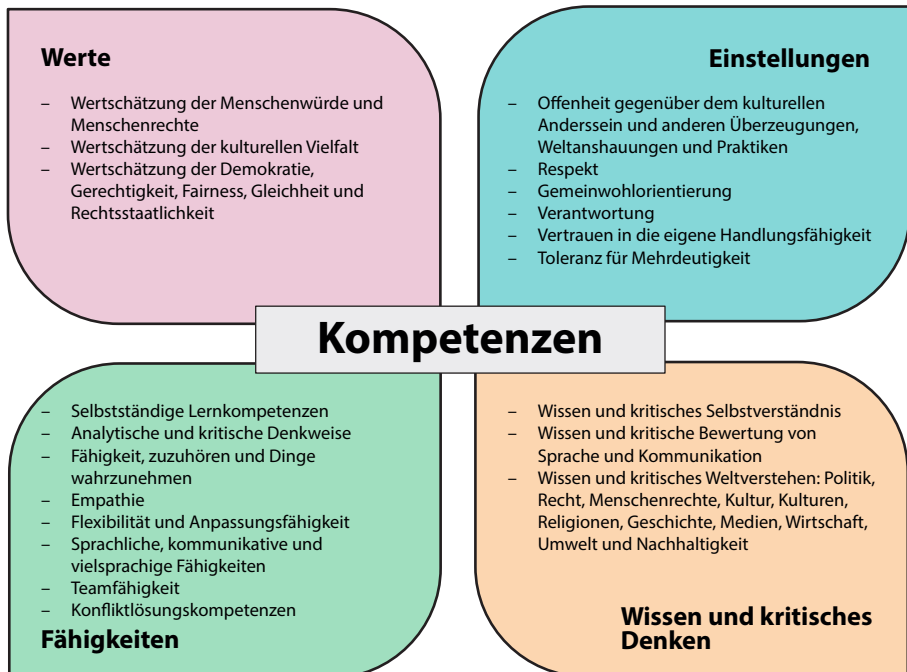 Werte
– Wertschätzung der Menschenwürde und
Menschenrechte
– Wertschätzung der kulturellen Vielfalt
– Wertschätzung der Demokratie,
Gerechtigkeit, Fairness, Gleichheit und
Rechtsstaatlichkeit
Einstellungen
– Offenheit gegenüber dem kulturellen
Anderssein und anderen Überzeugungen,
Weltanshauungen und Praktiken
– Respekt
– Gemeinwohlorientierung
– Verantwortung
– Vertrauen in die eigene Handlungsfähigkeit
– Toleranz für Mehrdeutigkeit
Kompetenzen
– Selbstständige Lernkompetenzen
– Analytische und kritische Denkweise
– Fähigkeit, zuzuhören und Dinge
wahrzunehmen
– Empathie
– Flexibilität und Anpassungsfähigkeit
– Sprachliche, kommunikative und
vielsprachige Fähigkeiten
– Teamfähigkeit
– Konfliktlösungskompetenzen
Fähigkeiten
– Wissen und kritisches Selbstverständnis
– Wissen und kritische Bewertung von
Sprache und Kommunikation
– Wissen und kritisches Weltverstehen: Politik,
Recht, Menschenrechte, Kultur, Kulturen,
Religionen, Geschichte, Medien, Wirtschaft,
Umwelt und Nachhaltigkeit
Wissen und kritisches
Denken